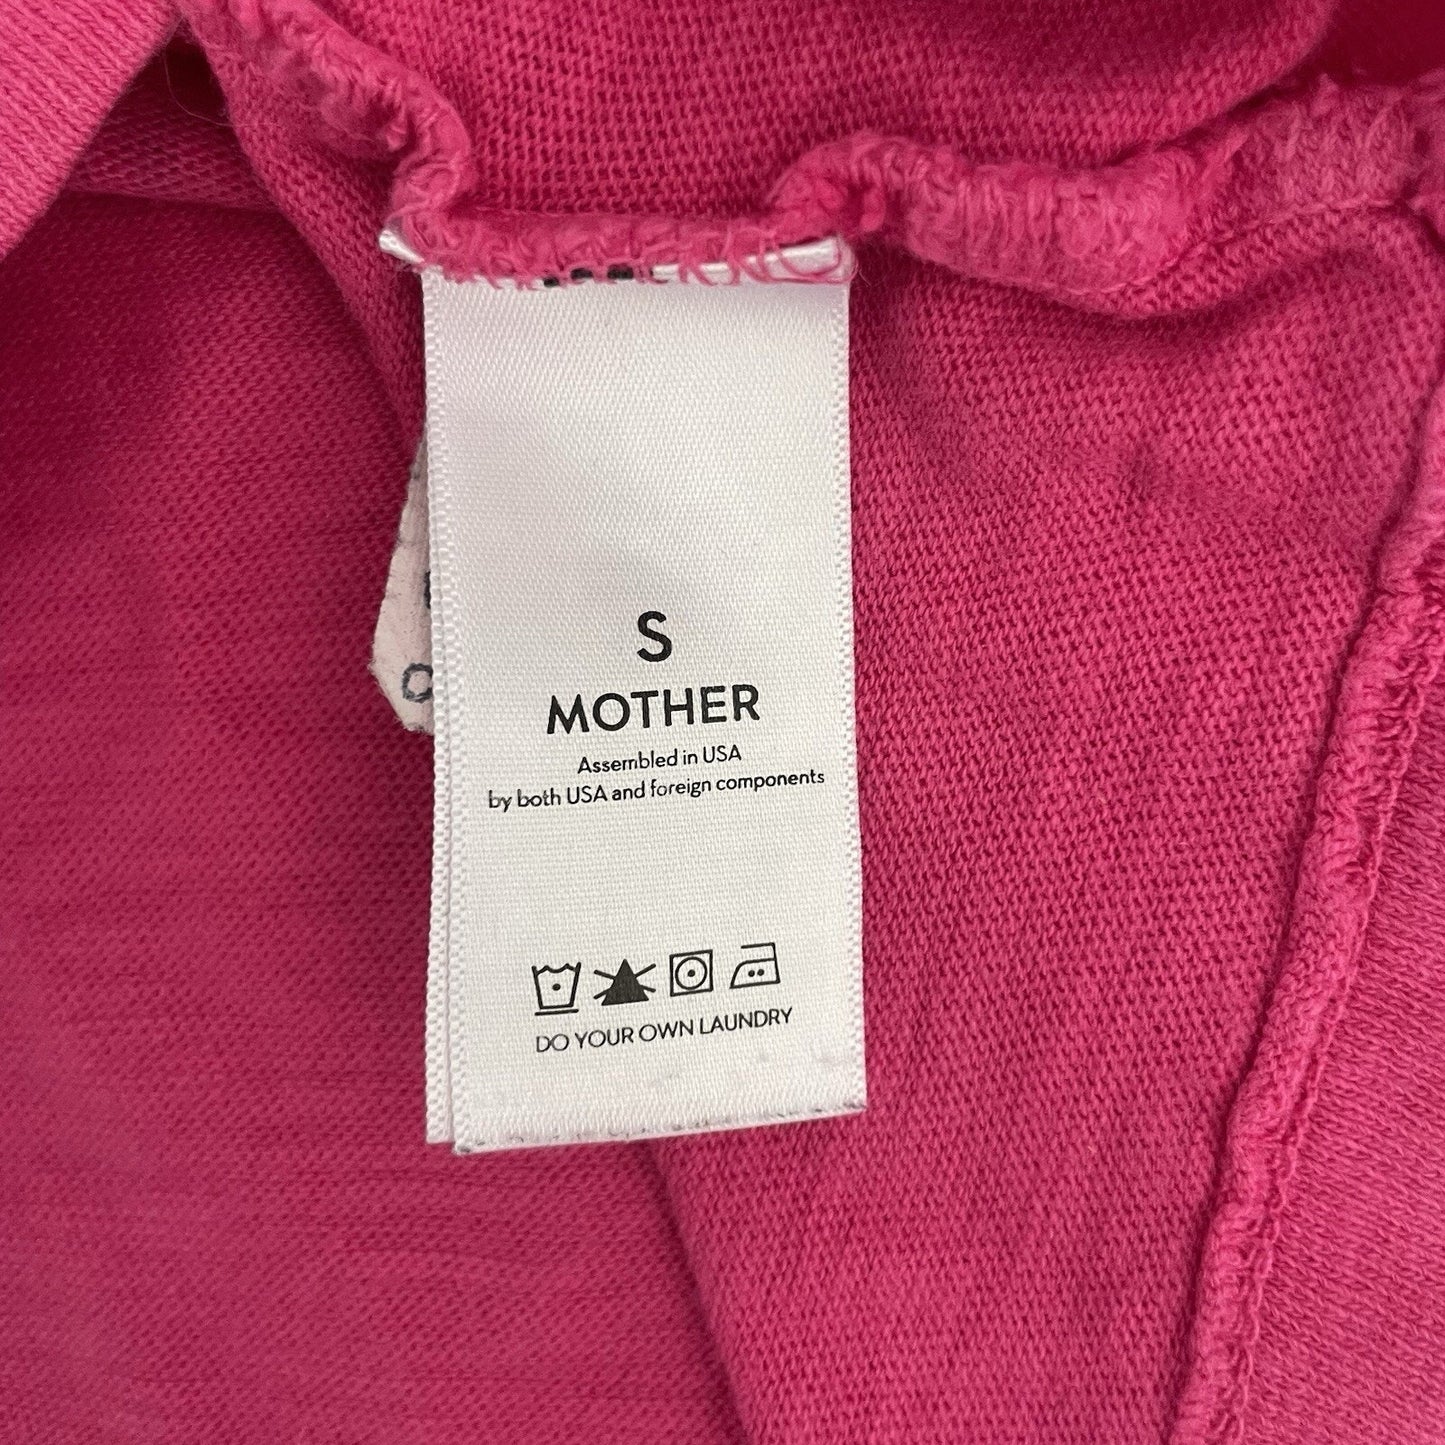 S
MOTHER
Assembled in USA
by both USA and foreign components
DO YOUR OWN LAUNDRY